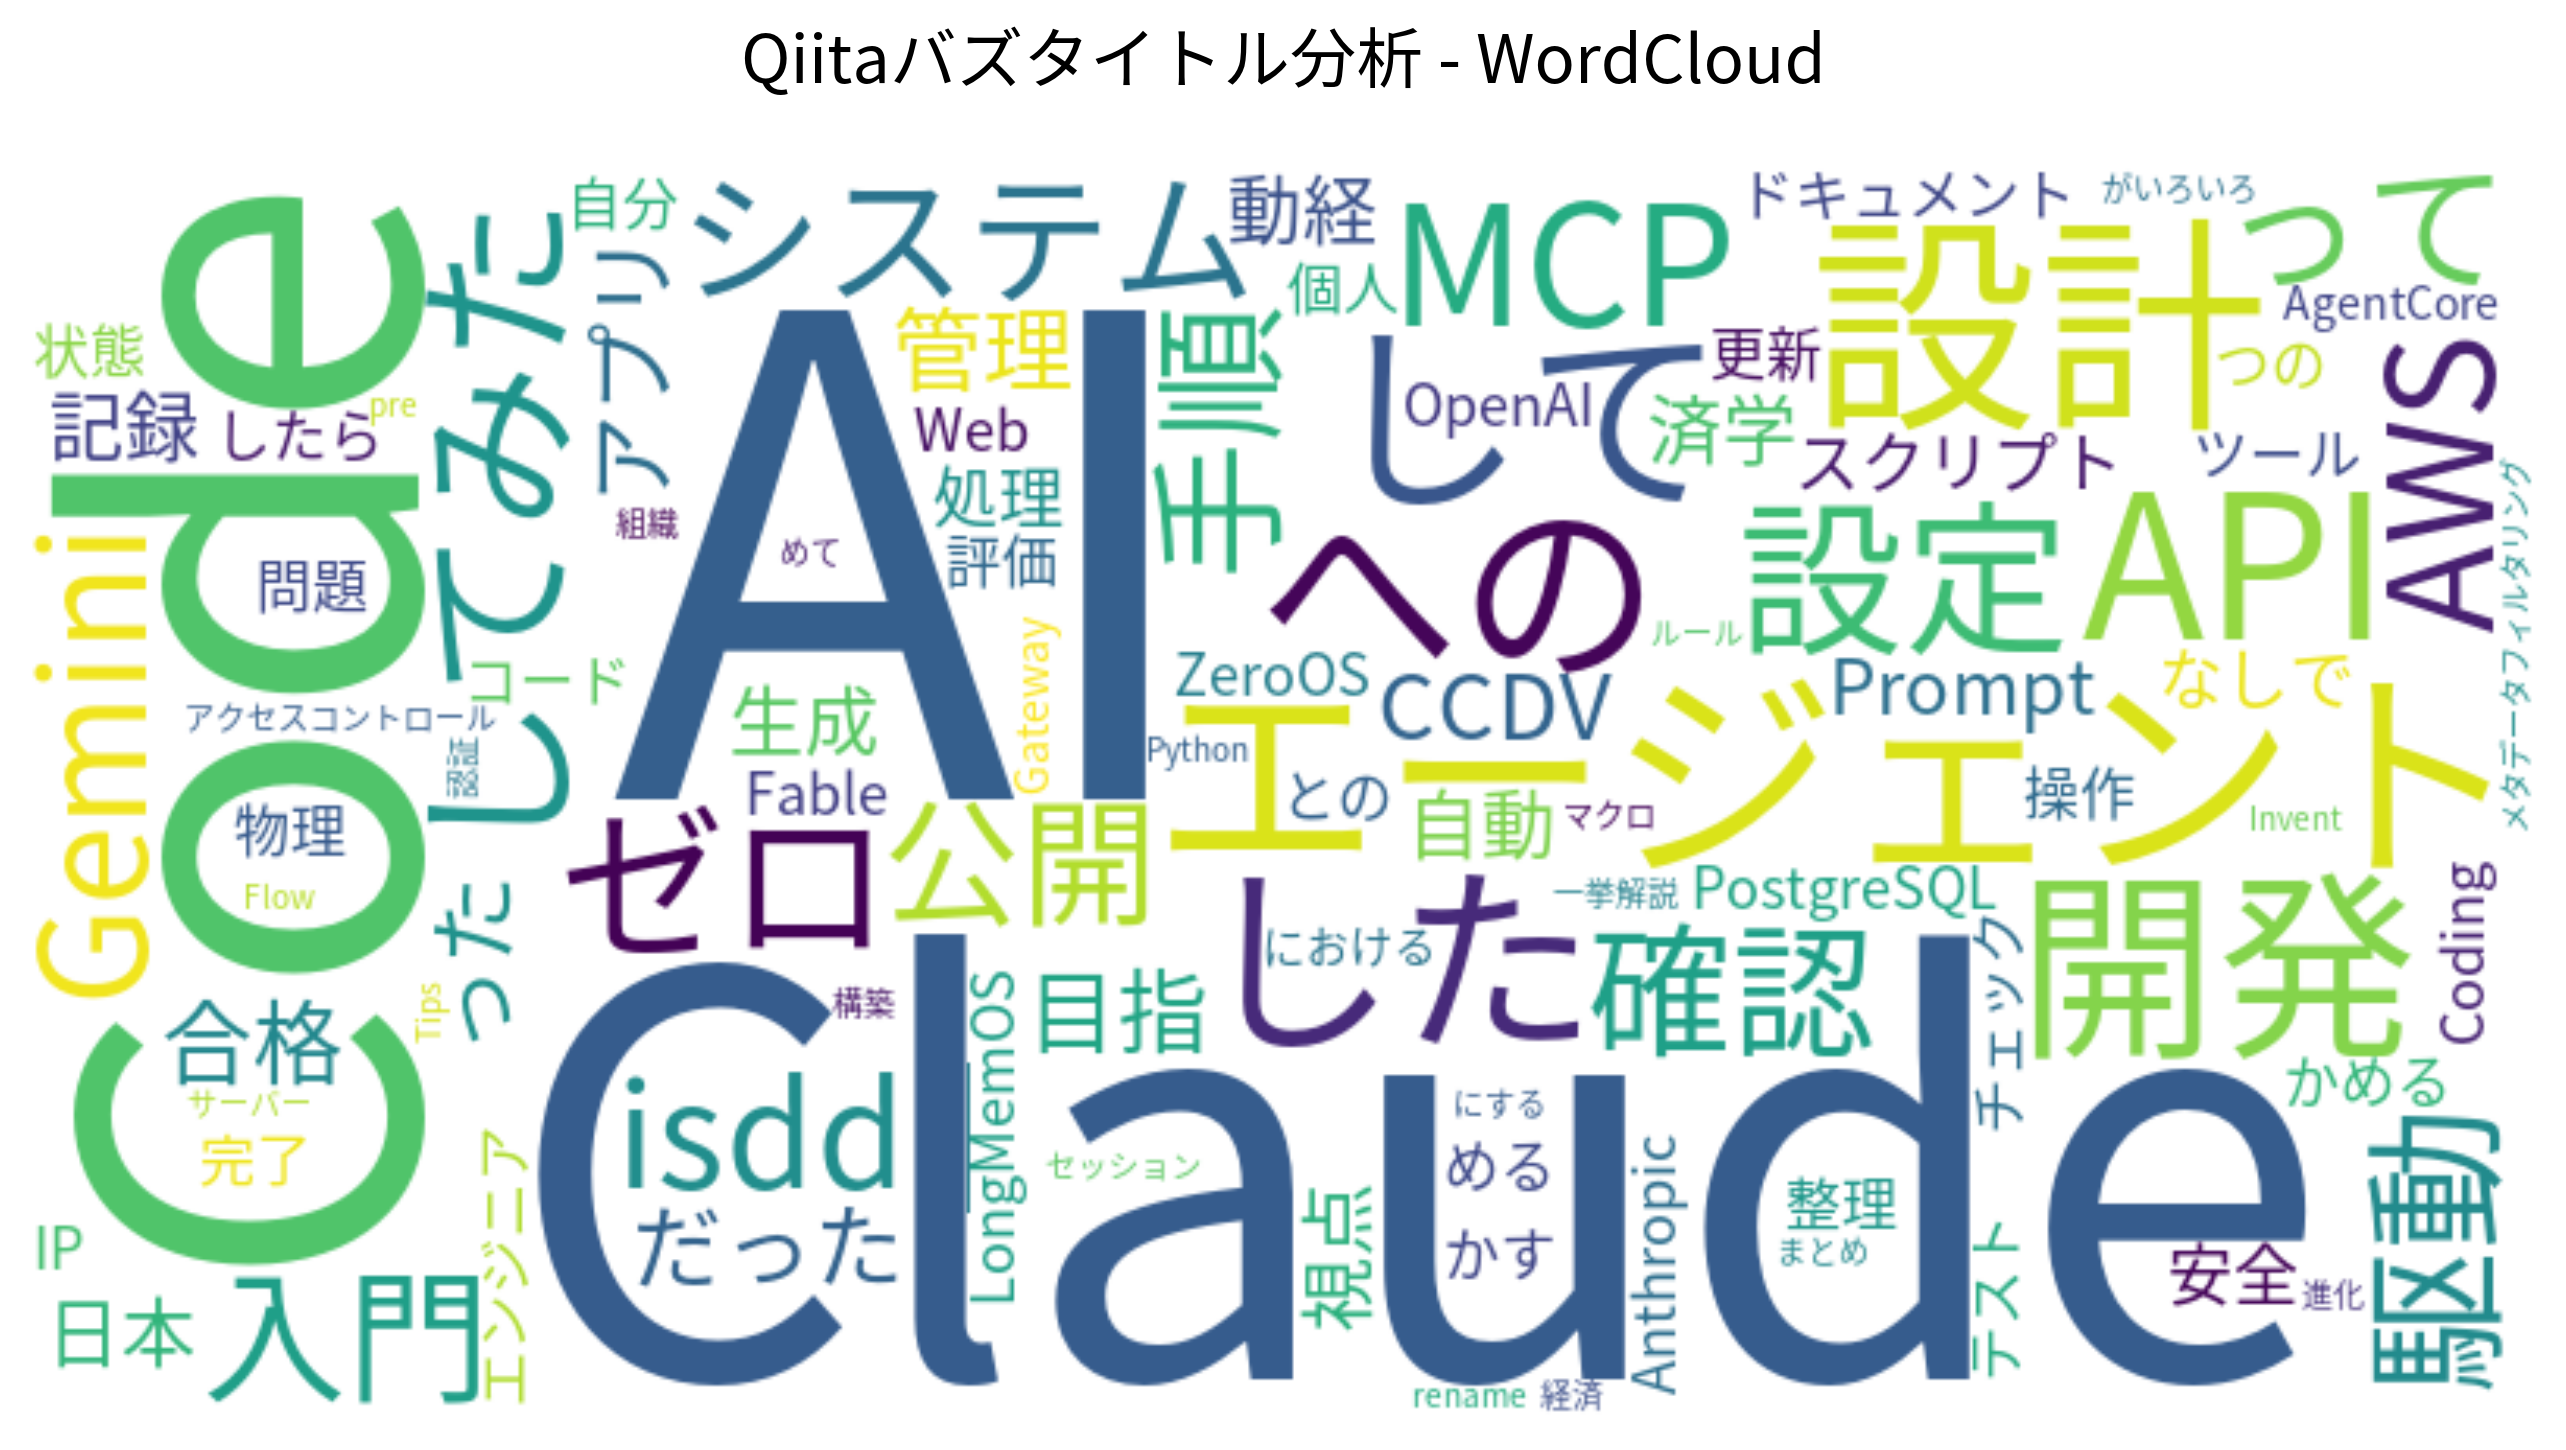 Qiitaバズタイトル分析 - WordCloud
自分
システム
動経
MCP
ドキュメント
がいろいろ
って
設計
個人
AgentCore
アプリ
してみた
Code
状態
記録
したら
pre
管理
AI
手順
して
OpenAI
更新
済学
つの
AWS
Web
スクリプト
ツール
処理
組織
めて
評価
への
設定
API
メタデータフィルタリング
Gemini
問題
コード
ルール
Gateway
ZeroOS
CCDV
Prompt
なしで
アクセスコントロール
認証
生成
Python
エージェント
Fable
との
自動
マクロ
操作
Invent
物理
Flow
ゼロ
公開
した
一挙解説
PostgreSQL
開発
Coding
った
における
確認
チェック
Tips
合格
構築
LongMemOS
目指
Claude
かめる
サーバー
完了
isdd
にする
める
セッション
駆動
エンジニア
だった
視点
かす
Anthropic
整理
まとめ
テスト
安全
進化
IP
日本
入門
rename
経済